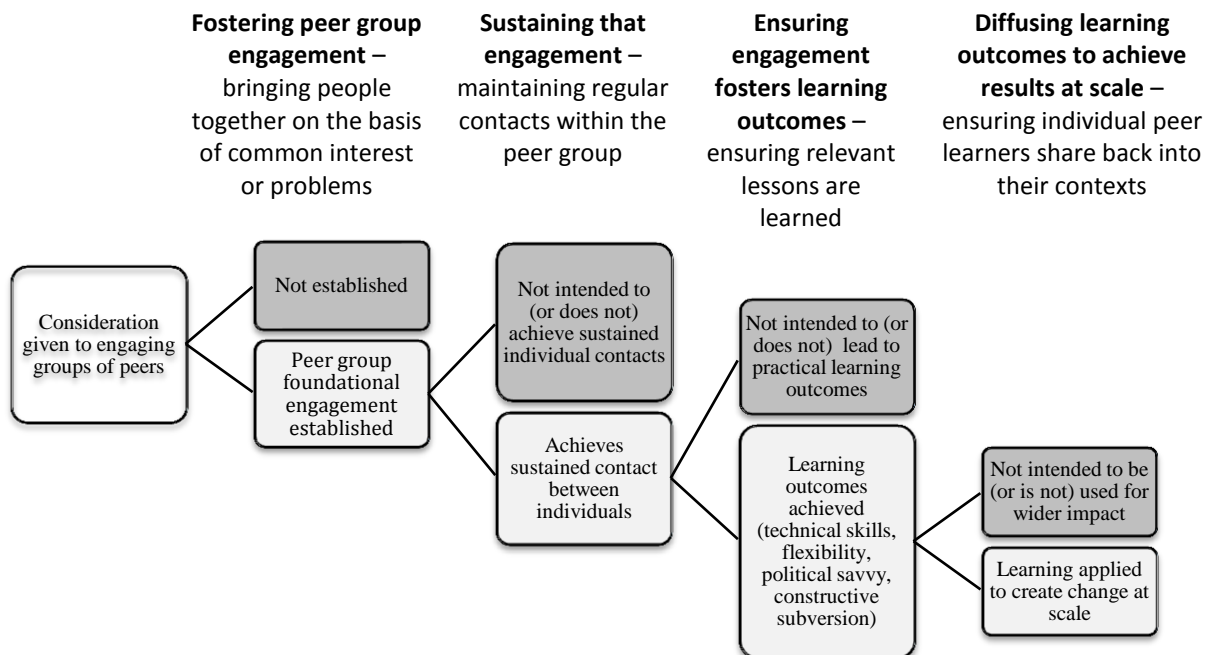 Fostering peer group
engagement –
bringing people
together on the basis
of common interest
or problems
Sustaining that
engagement –
maintaining regular
contacts within the
peer group
Ensuring
engagement
fosters learning
outcomes –
ensuring relevant
lessons are
learned
Diffusing learning
outcomes to achieve
results at scale –
ensuring individual peer
learners share back into
their contexts
Consideration
given to engaging
groups of peers
Not established
Peer group
foundational
engagement
established
Not intended to
(or does not)
achieve sustained
individual contacts
Achieves
sustained contact
between
individuals
Not intended to (or
does not) lead to
practical learning
outcomes
Learning
outcomes
achieved
(technical skills,
flexibility,
political savvy,
constructive
subversion)
Not intended to be
(or is not) used for
wider impact
Learning applied
to create change at
scale